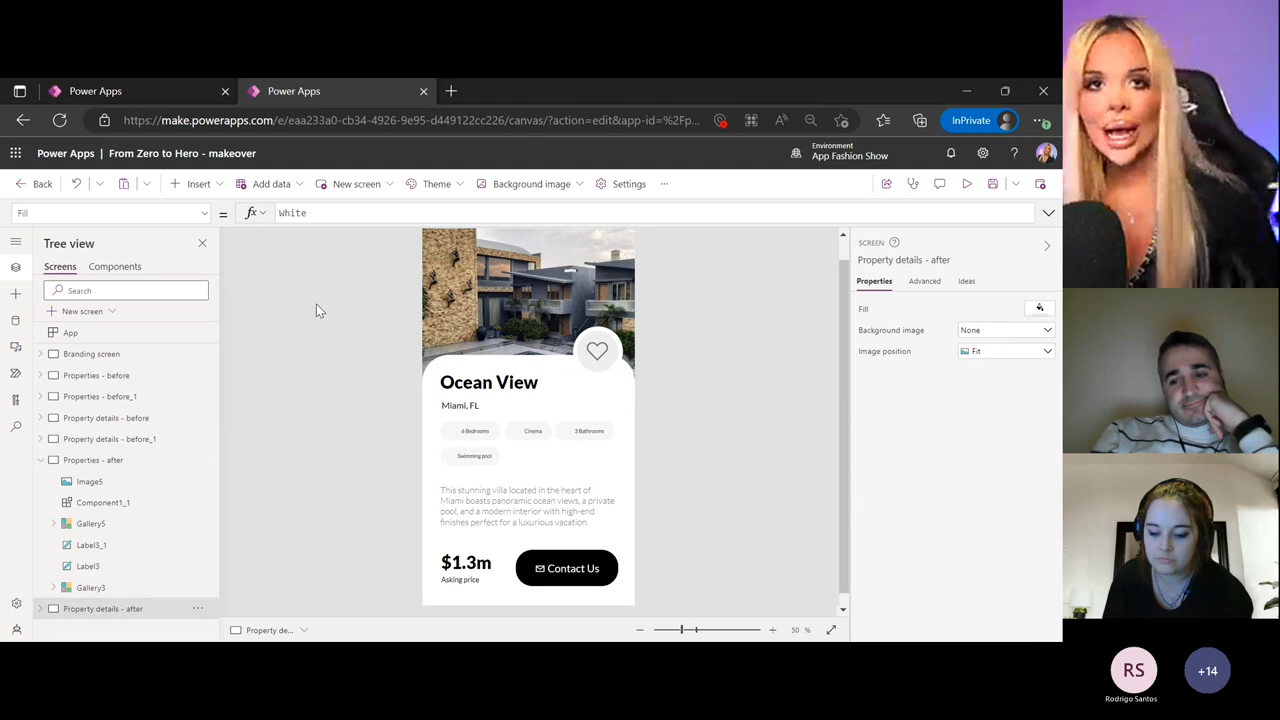 Power Apps
Power Apps
https://make.powerapps.com/e/eaa233a0-cb34-4926-9e95-d449122cc226/canvas/?action=edit&app-id=%2Fp...
InPrivate
Power Apps | From Zero to Hero - makeover
Environment
App Fashion Show
Back
Insert
Add data
New screen
Theme
Background image
Settings
Fill
=
fx
White
Tree view
Screens
Components
Search
New screen
App
Branding screen
Properties - before
Properties - before_1
Property details - before
Property details - before_1
Properties - after
Image5
Component1_1
Gallery5
Label3_1
Label3
Gallery3
Property details - after
Ocean View
Miami, FL
6 Bedrooms
Cinema
3 Bathrooms
Swimming pool
This stunning villa located in the heart of
Miami boasts panoramic ocean views, a private
pool, and a modern interior with high-end
finishes perfect for a luxurious vacation.
$1.3m
Asking price
Contact Us
Property de...
50 %
SCREEN
Property details - after
Properties
Advanced
Ideas
Fill
Background image
None
Image position
Fit
RS
Rodrigo Santos
+14